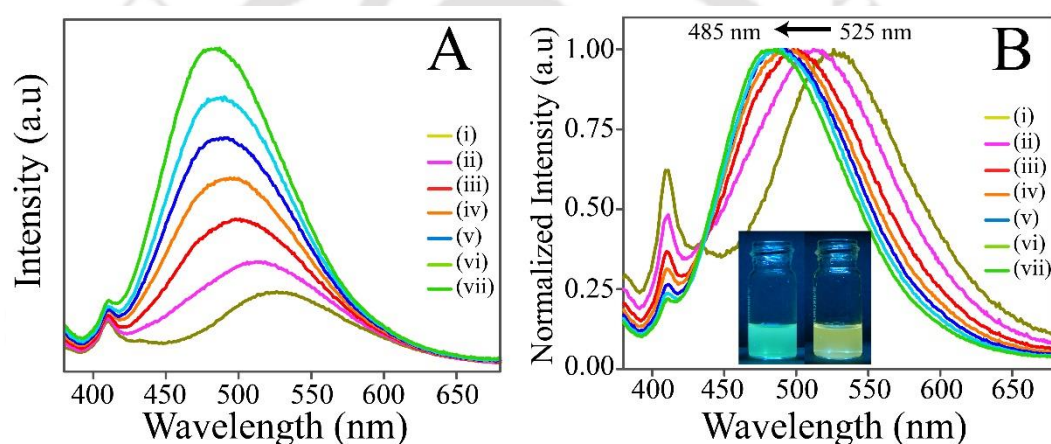 A
Intensity (a.u)
(i)
(ii)
(iii)
(iv)
(v)
(vi)
(vii)
400 450 500 550 600 650
Wavelength (nm)
B
485 nm 525 nm
Normalized Intensity (a.u)
1.00
0.75
0.50
0.25
0.00
(i)
(ii)
(iii)
(iv)
(v)
(vi)
(vii)
400 450 500 550 600 650
Wavelength (nm)